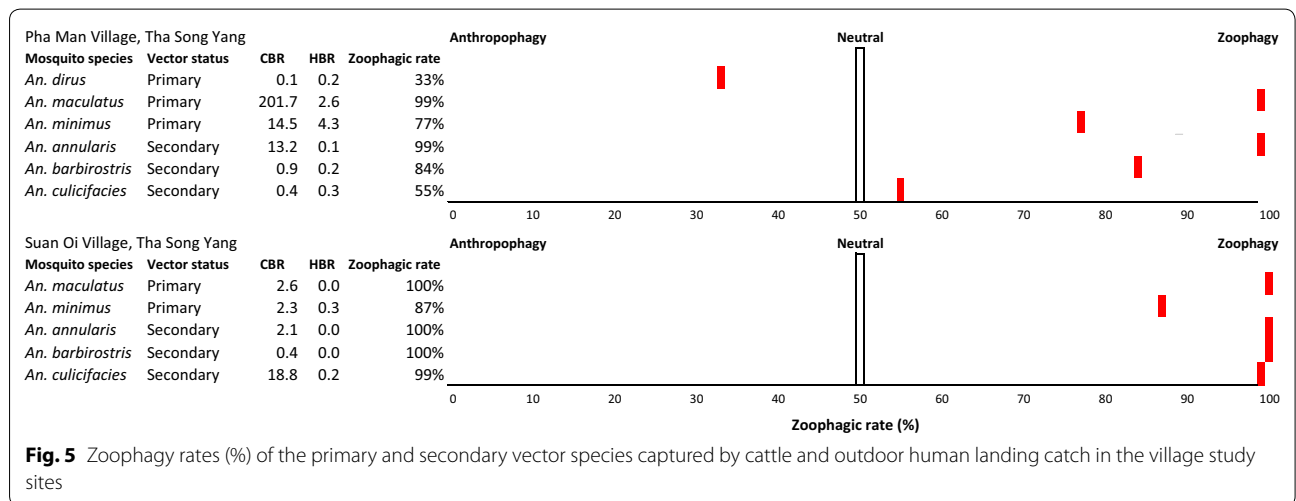 Pha Man Village, Tha Song Yang Anthropophagy Neutral Zoophagy
Mosquito species Vector status CBR HBR Zoophagic rate
An. dirus Primary 0.1 0.2 33%
An. maculatus Primary 201.7 2.6 99%
An. minimus Primary 14.5 4.3 77%
An. annularis Secondary 13.2 0.1 99%
An. barbirostris Secondary 0.9 0.2 84%
An. culicifacies Secondary 0.4 0.3 55%
0 10 20 30 40 50 60 70 80 90 100
Suan Oi Village, Tha Song Yang Anthropophagy Neutral Zoophagy
Mosquito species Vector status CBR HBR Zoophagic rate
An. maculatus Primary 2.6 0.0 100%
An. minimus Primary 2.3 0.3 87%
An. annularis Secondary 2.1 0.0 100%
An. barbirostris Secondary 0.4 0.0 100%
An. culicifacies Secondary 18.8 0.2 99%
0 10 20 30 40 50 60 70 80 90 100
Zoophagic rate (%)
Fig. 5 Zoophagy rates (%) of the primary and secondary vector species captured by cattle and outdoor human landing catch in the village study
sites